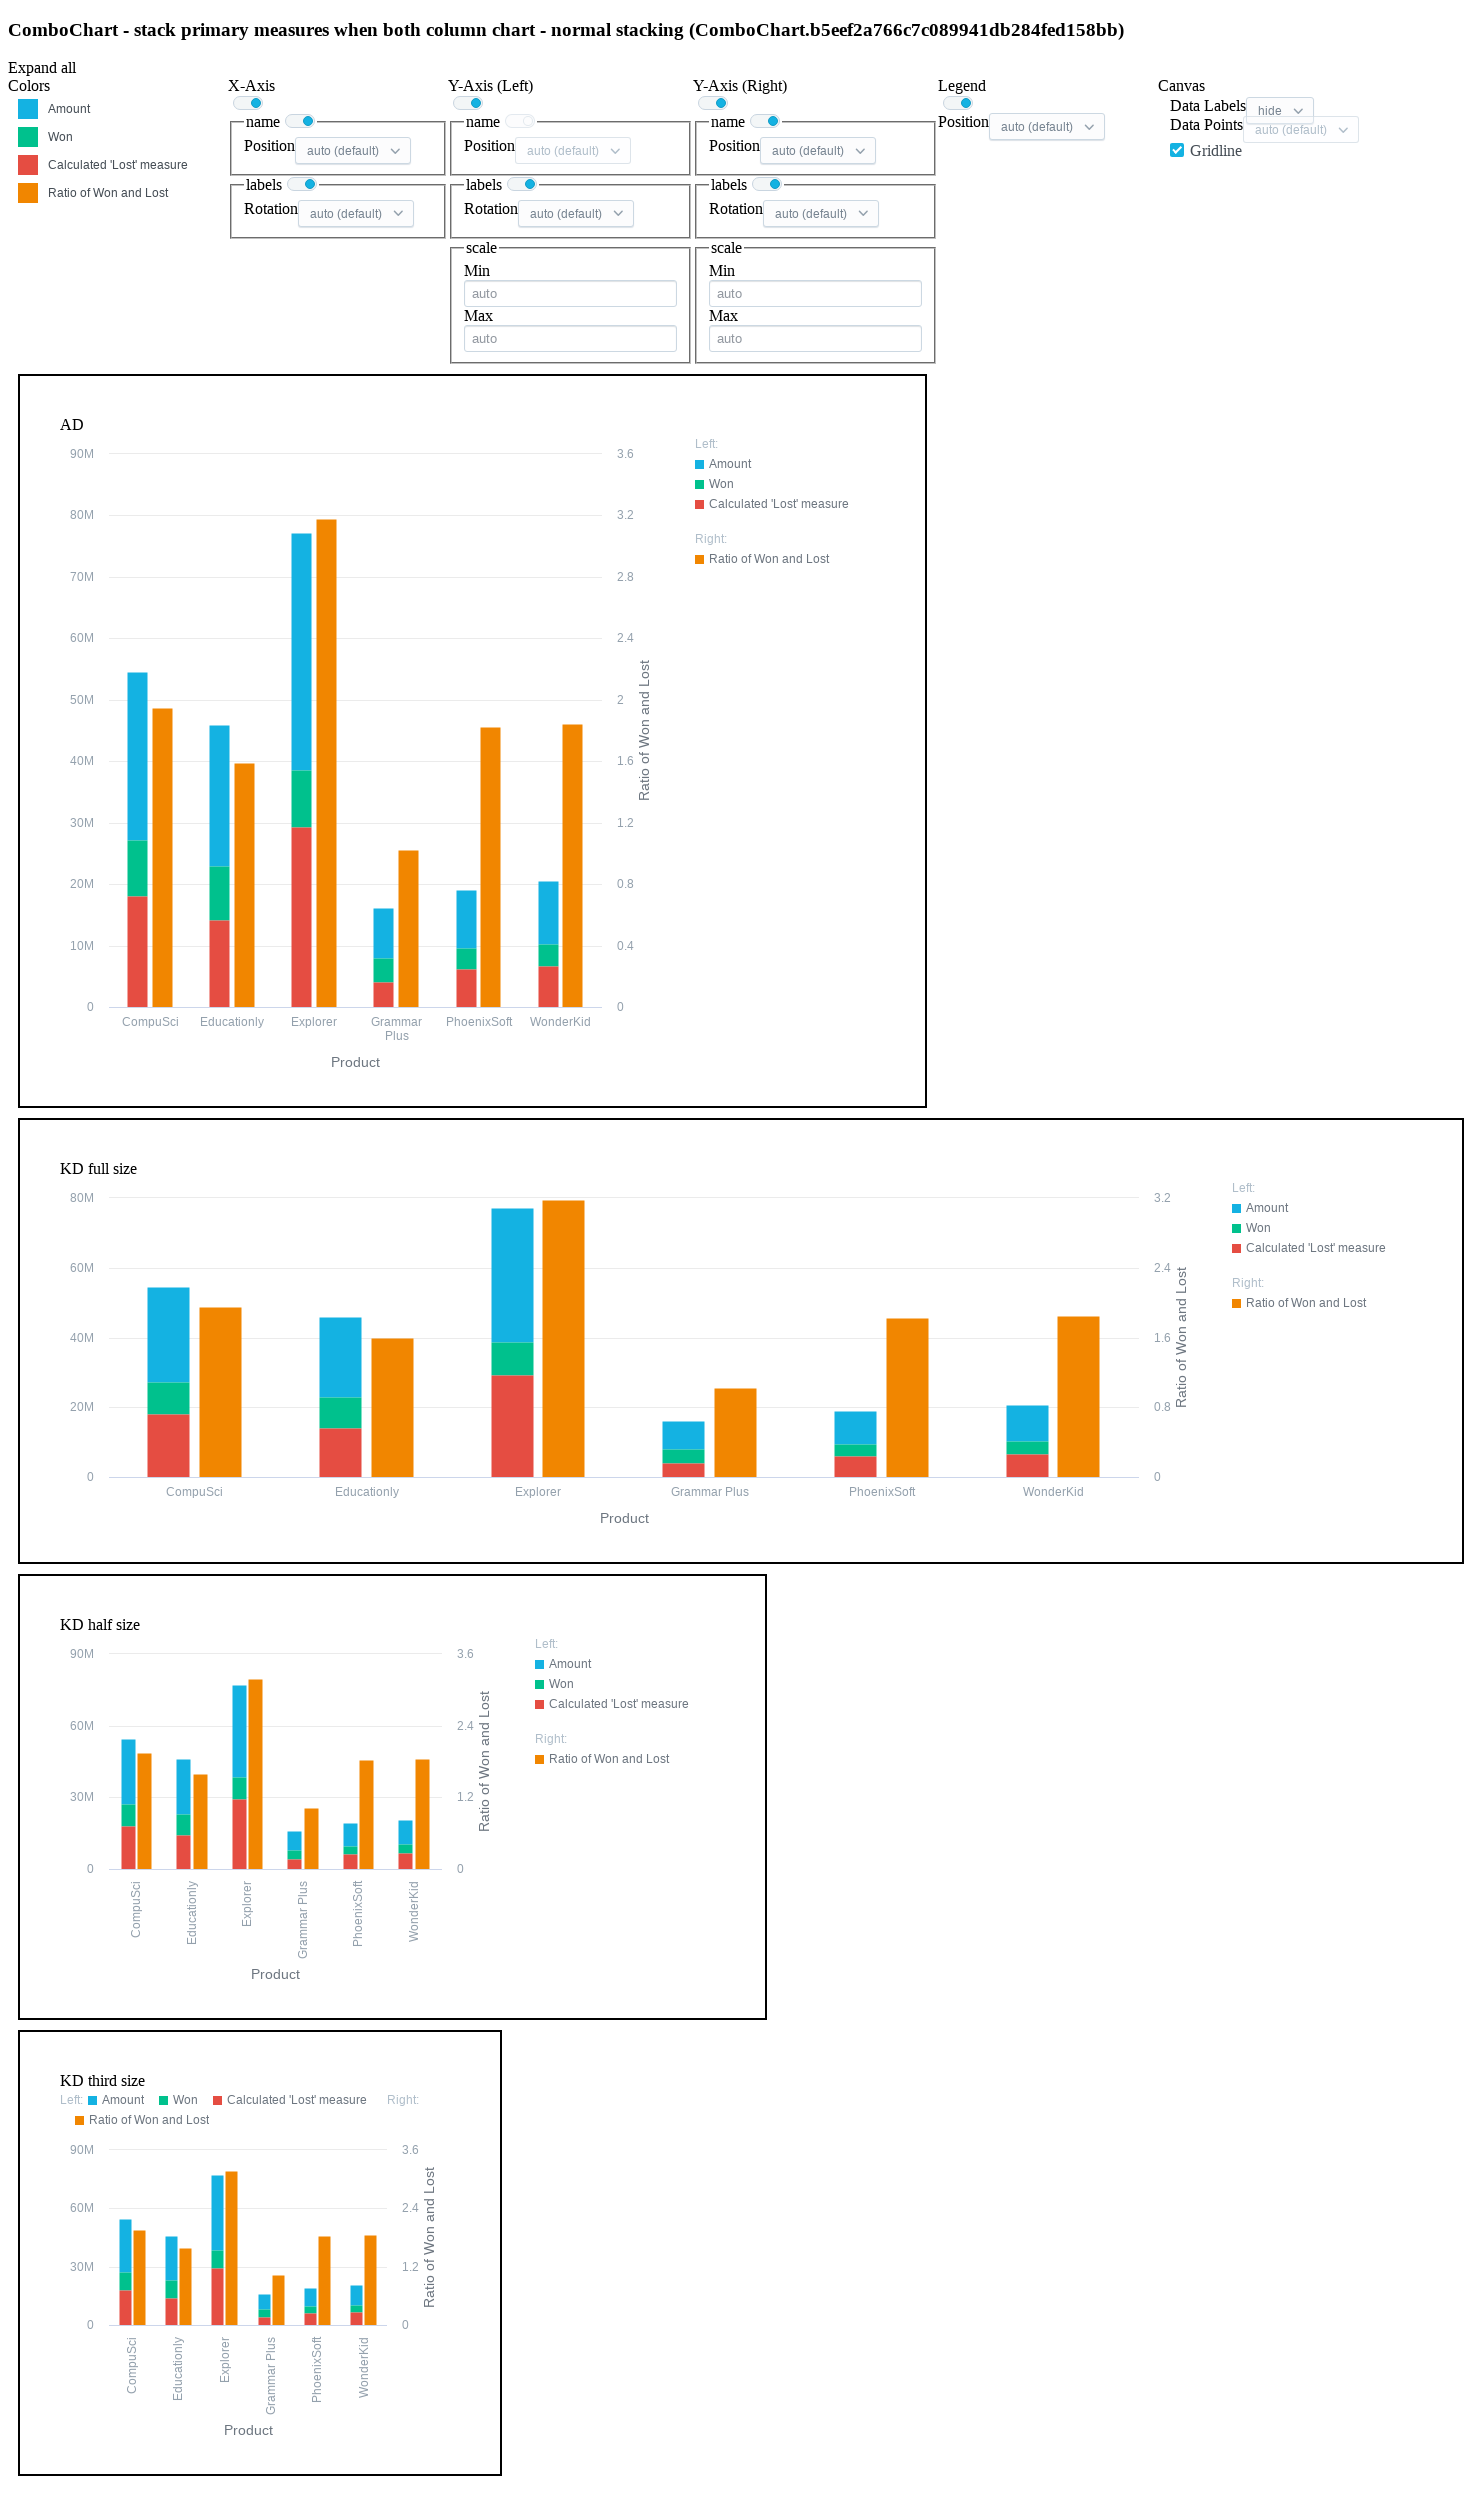 ComboChart - stack primary measures when both column chart - normal stacking (ComboChart.b5eef2a766c7c089941db284fed158bb)
Expand all
Colors
Amount
Won
Calculated 'Lost' measure
Ratio of Won and Lost
X-Axis
name
Position auto (default)
labels
Rotation auto (default)
Y-Axis (Left)
name
Position auto (default)
labels
Rotation auto (default)
scale
Min
auto
Max
auto
Y-Axis (Right)
name
Position auto (default)
labels
Rotation auto (default)
scale
Min
auto
Max
auto
Legend
Position auto (default)
Canvas
Data Labels hide
Data Points auto (default)
Gridline
AD
90M
80M
70M
60M
50M
40M
30M
20M
10M
0
3.6
3.2
2.8
2.4
2
1.6
1.2
0.8
0.4
0
Ratio of Won and Lost
CompuSci
Educationly
Explorer
Grammar
Plus
PhoenixSoft
WonderKid
Product
Left:
Amount
Won
Calculated 'Lost' measure
Right:
Ratio of Won and Lost
KD full size
80M
60M
40M
20M
0
3.2
2.4
1.6
0.8
0
Ratio of Won and Lost
CompuSci
Educationly
Explorer
Grammar Plus
PhoenixSoft
WonderKid
Product
Left:
Amount
Won
Calculated 'Lost' measure
Right:
Ratio of Won and Lost
KD half size
90M
60M
30M
0
3.6
2.4
1.2
0
Ratio of Won and Lost
CompuSci
Educationly
Explorer
Grammar Plus
PhoenixSoft
WonderKid
Product
Left:
Amount
Won
Calculated 'Lost' measure
Right:
Ratio of Won and Lost
KD third size
Left: Amount Won Calculated 'Lost' measure Right:
Ratio of Won and Lost
90M
60M
30M
0
3.6
2.4
1.2
0
Ratio of Won and Lost
CompuSci
Educationly
Explorer
Grammar Plus
PhoenixSoft
WonderKid
Product